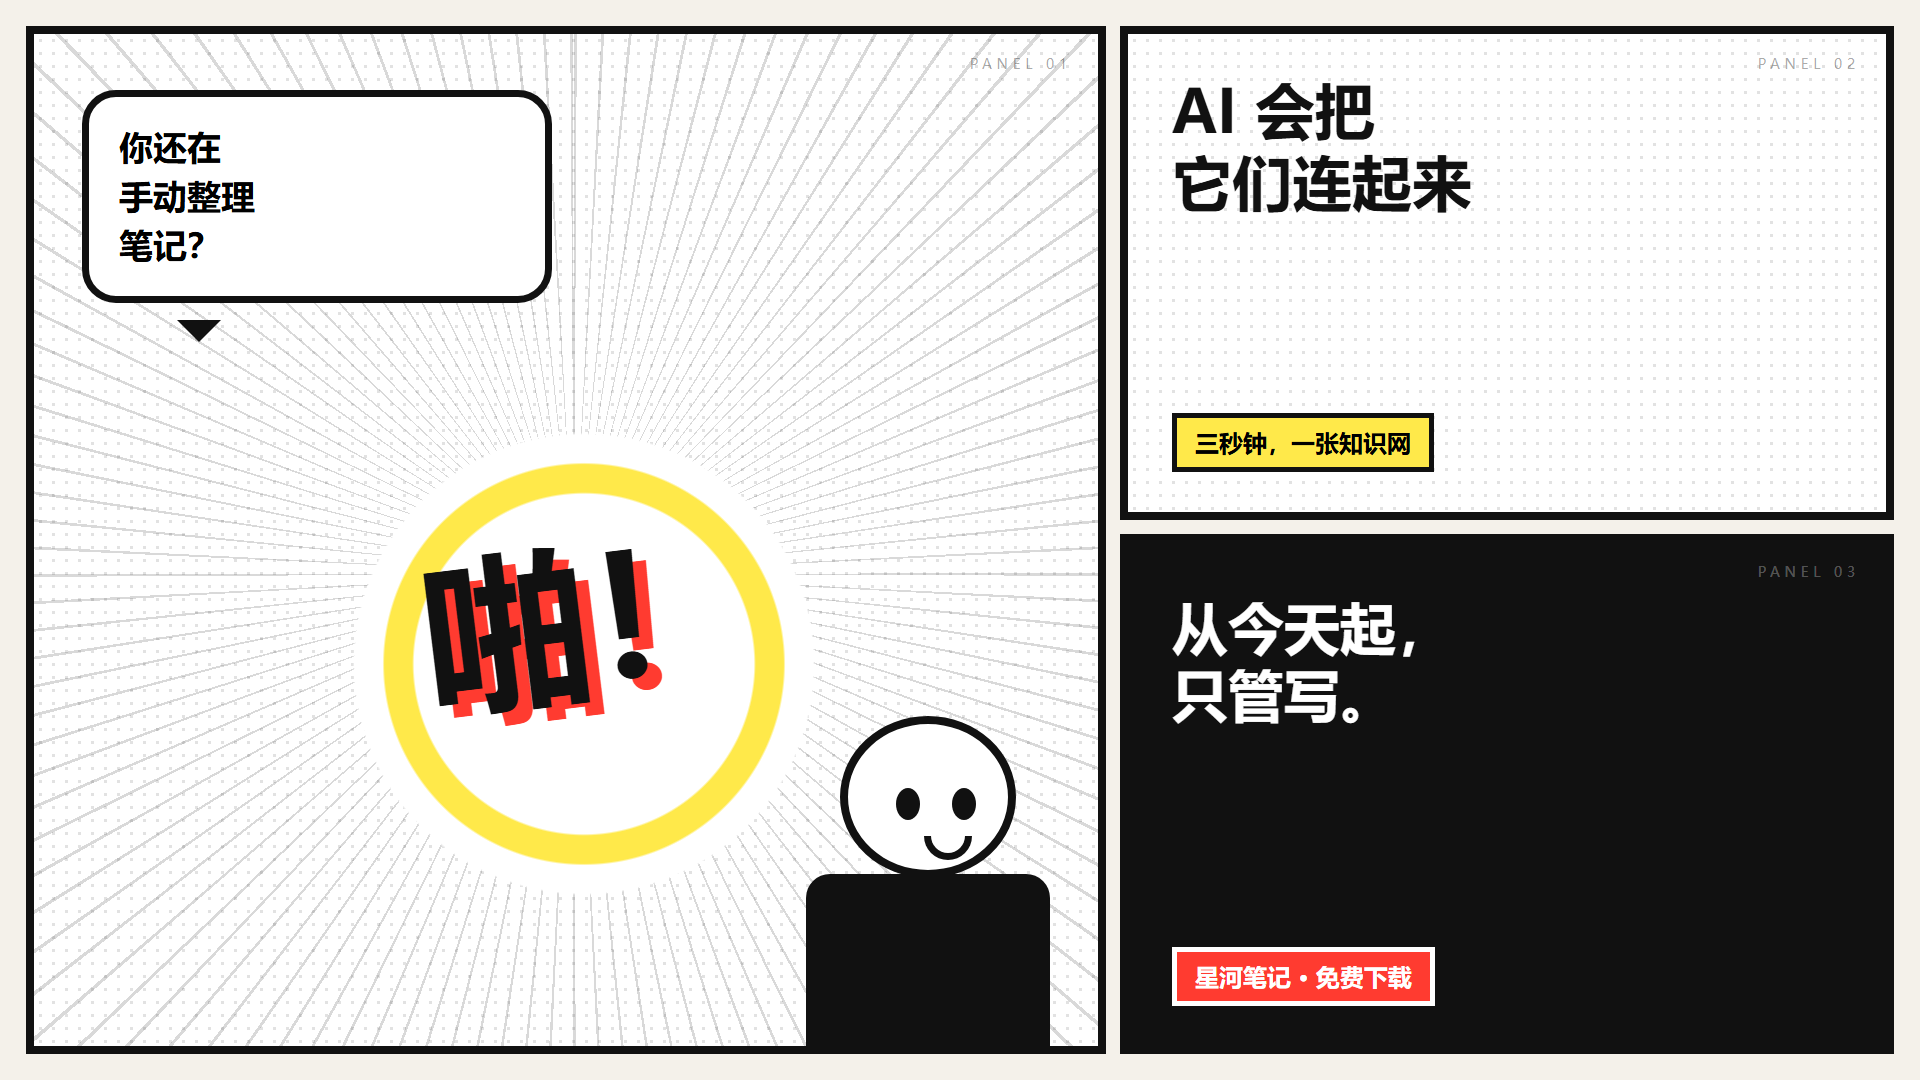 PANEL 01
你还在
手动整理
笔记？
啪！
PANEL 02
AI 会把
它们连起来
三秒钟，一张知识网
PANEL 03
从今天起，
只管写。
星河笔记 · 免费下载